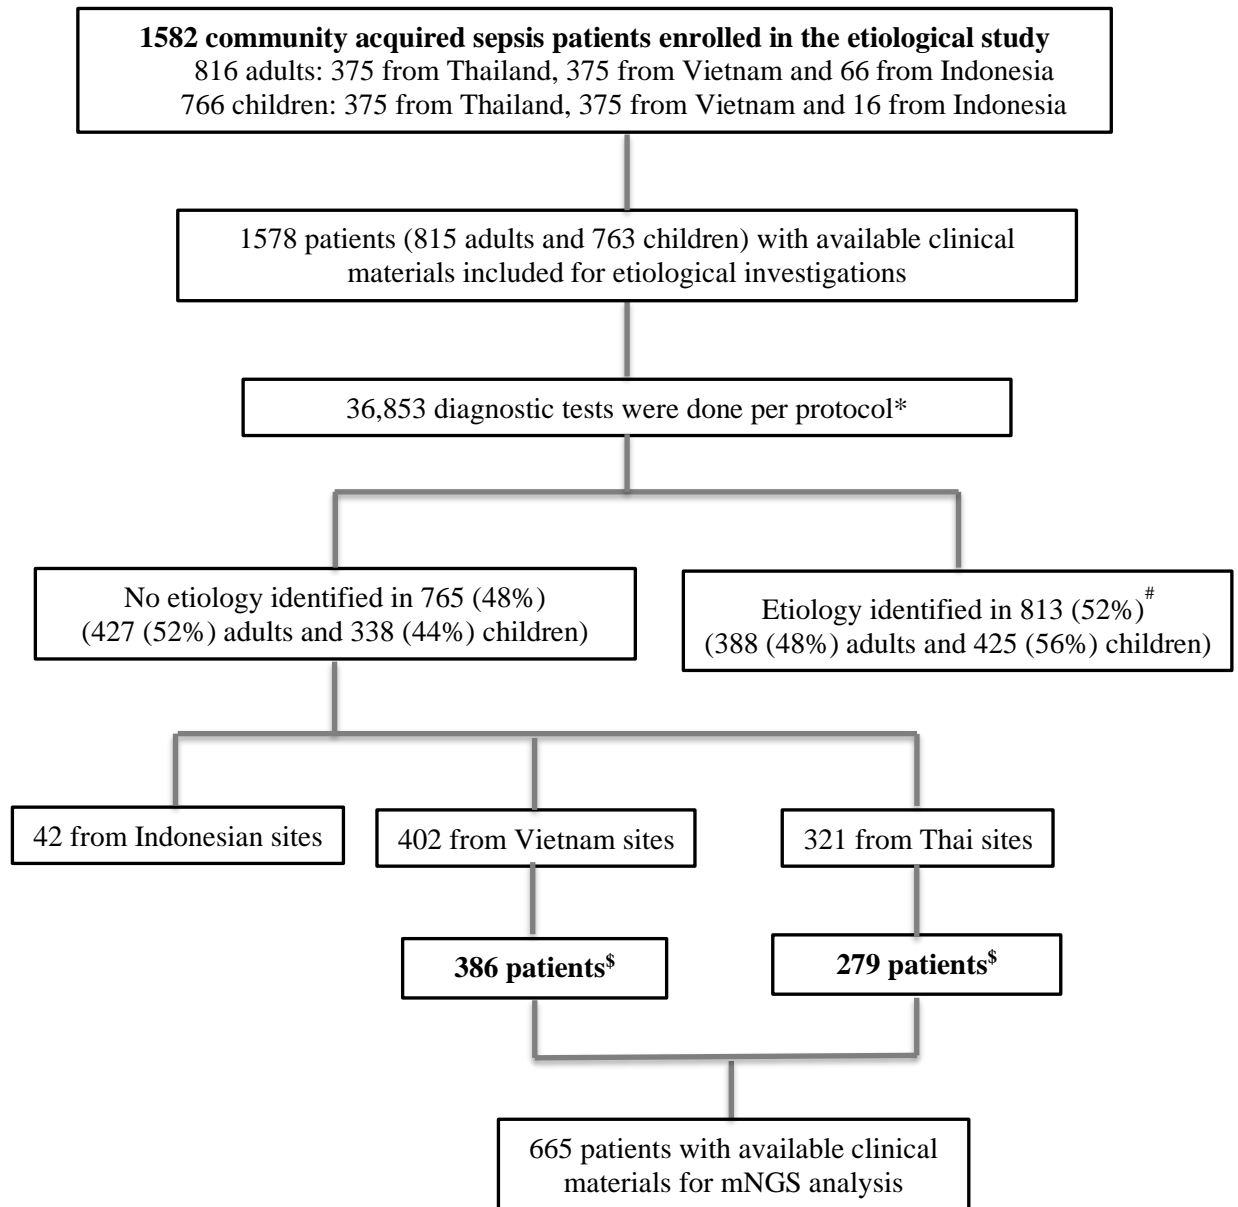 1582 community acquired sepsis patients enrolled in the etiological study
816 adults: 375 from Thailand, 375 from Vietnam and 66 from Indonesia
766 children: 375 from Thailand, 375 from Vietnam and 16 from Indonesia
1578 patients (815 adults and 763 children) with available clinical
materials included for etiological investigations
36,853 diagnostic tests were done per protocol*
No etiology identified in 765 (48%)
(427 (52%) adults and 338 (44%) children)
Etiology identified in 813 (52%)#
(388 (48%) adults and 425 (56%) children)
42 from Indonesian sites
402 from Vietnam sites
321 from Thai sites
386 patients$
279 patients$
665 patients with available clinical
materials for mNGS analysis